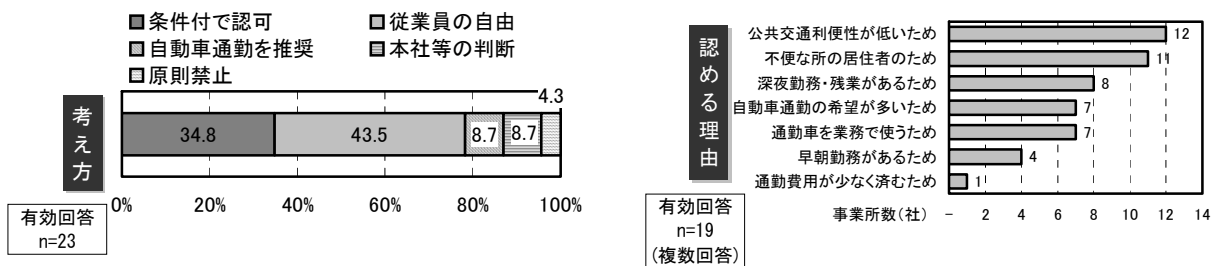 条件付で認可 従業員の自由
自動車通勤を推奨 本社等の判断
原則禁止
考え方
4.3
34.8 43.5 8.7 8.7
0% 20% 40% 60% 80% 100%
有効回答
n=23
認める理由
公共交通利便性が低いため 12
不便な所の居住者のため 11
深夜勤務・残業があるため 8
自動車通勤の希望が多いため 7
通勤車を業務で使うため 7
早朝勤務があるため 4
通勤費用が少なく済むため 1
事業所数(社) - 2 4 6 8 10 12 14
有効回答
n=19
(複数回答)